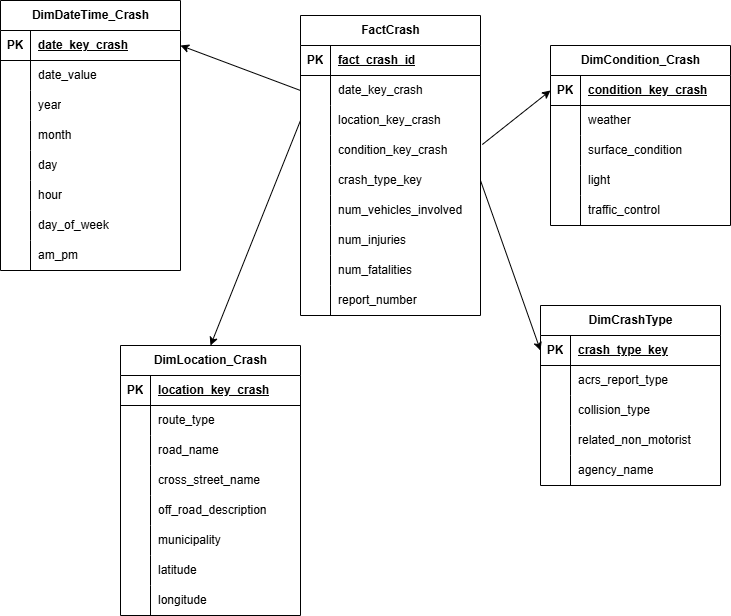 DimDateTime_Crash
PK date_key_crash
date_value
year
month
day
hour
day_of_week
am_pm
FactCrash
PK fact_crash_id
date_key_crash
location_key_crash
condition_key_crash
crash_type_key
num_vehicles_involved
num_injuries
num_fatalities
report_number
DimCondition_Crash
PK condition_key_crash
weather
surface_condition
light
traffic_control
DimLocation_Crash
PK location_key_crash
route_type
road_name
cross_street_name
off_road_description
municipality
latitude
longitude
DimCrashType
PK crash_type_key
acrs_report_type
collision_type
related_non_motorist
agency_name